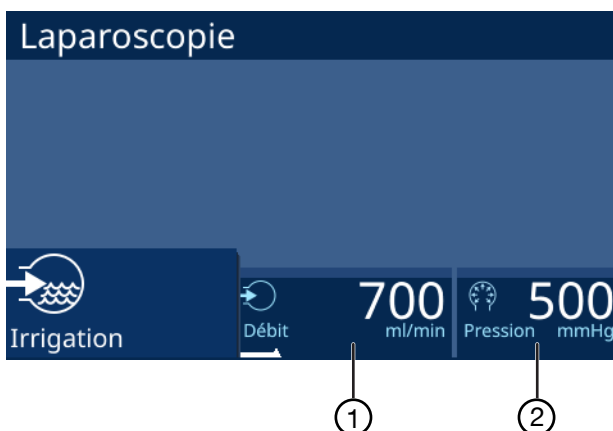 Laparoscopie
Irrigation
Débit
700
ml/min
Pression
500
mmHg
1
2